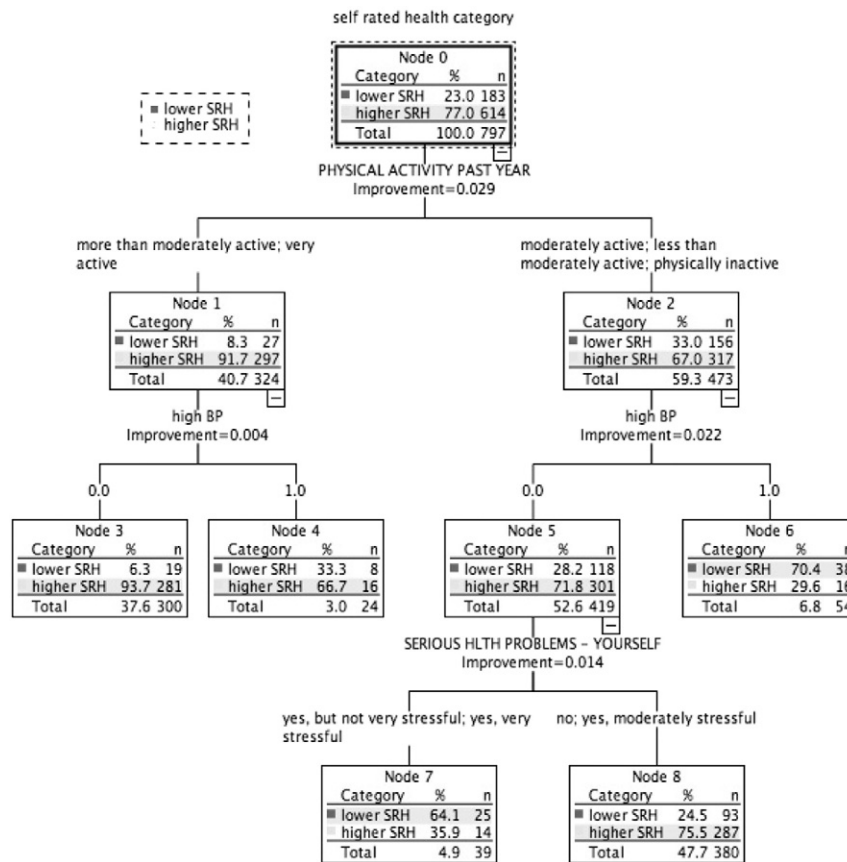 self rated health category
lower SRH
higher SRH
Node 0
Category % n
lower SRH 23.0 183
higher SRH 77.0 614
Total 100.0 797
PHYSICAL ACTIVITY PAST YEAR
Improvement=0.029
more than moderately active; very
active
moderately active; less than
moderately active; physically inactive
Node 1
Category % n
lower SRH 8.3 27
higher SRH 91.7 297
Total 40.7 324
Node 2
Category % n
lower SRH 33.0 156
higher SRH 67.0 317
Total 59.3 473
high BP
Improvement=0.004
high BP
Improvement=0.022
0.0
1.0
0.0
1.0
Node 3
Category % n
lower SRH 6.3 19
higher SRH 93.7 281
Total 37.6 300
Node 4
Category % n
lower SRH 33.3 8
higher SRH 66.7 16
Total 3.0 24
Node 5
Category % n
lower SRH 28.2 118
higher SRH 71.8 301
Total 52.6 419
Node 6
Category % n
lower SRH 70.4 38
higher SRH 29.6 16
Total 6.8 54
SERIOUS HLTH PROBLEMS - YOURSELF
Improvement=0.014
yes, but not very stressful; yes, very
stressful
no; yes, moderately stressful
Node 7
Category % n
lower SRH 64.1 25
higher SRH 35.9 14
Total 4.9 39
Node 8
Category % n
lower SRH 24.5 93
higher SRH 75.5 287
Total 47.7 380